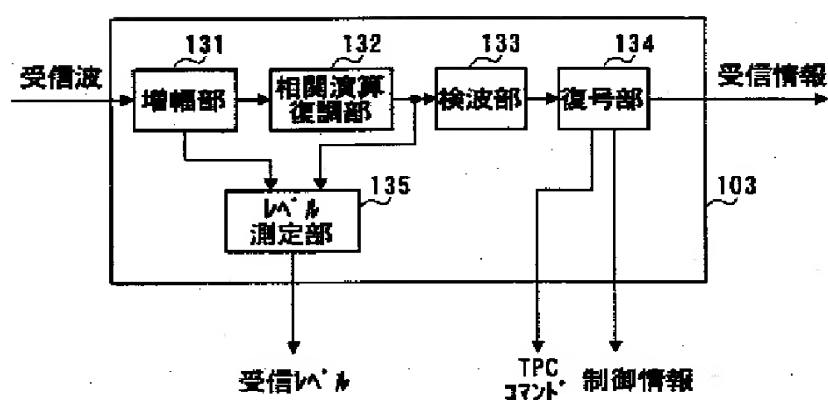 131
132
133
134
受信波
増幅部
相関演算
復調部
検波部
復号部
受信情報
135
103
レベル
測定部
受信レベル
TPC
コマンド
制御情報